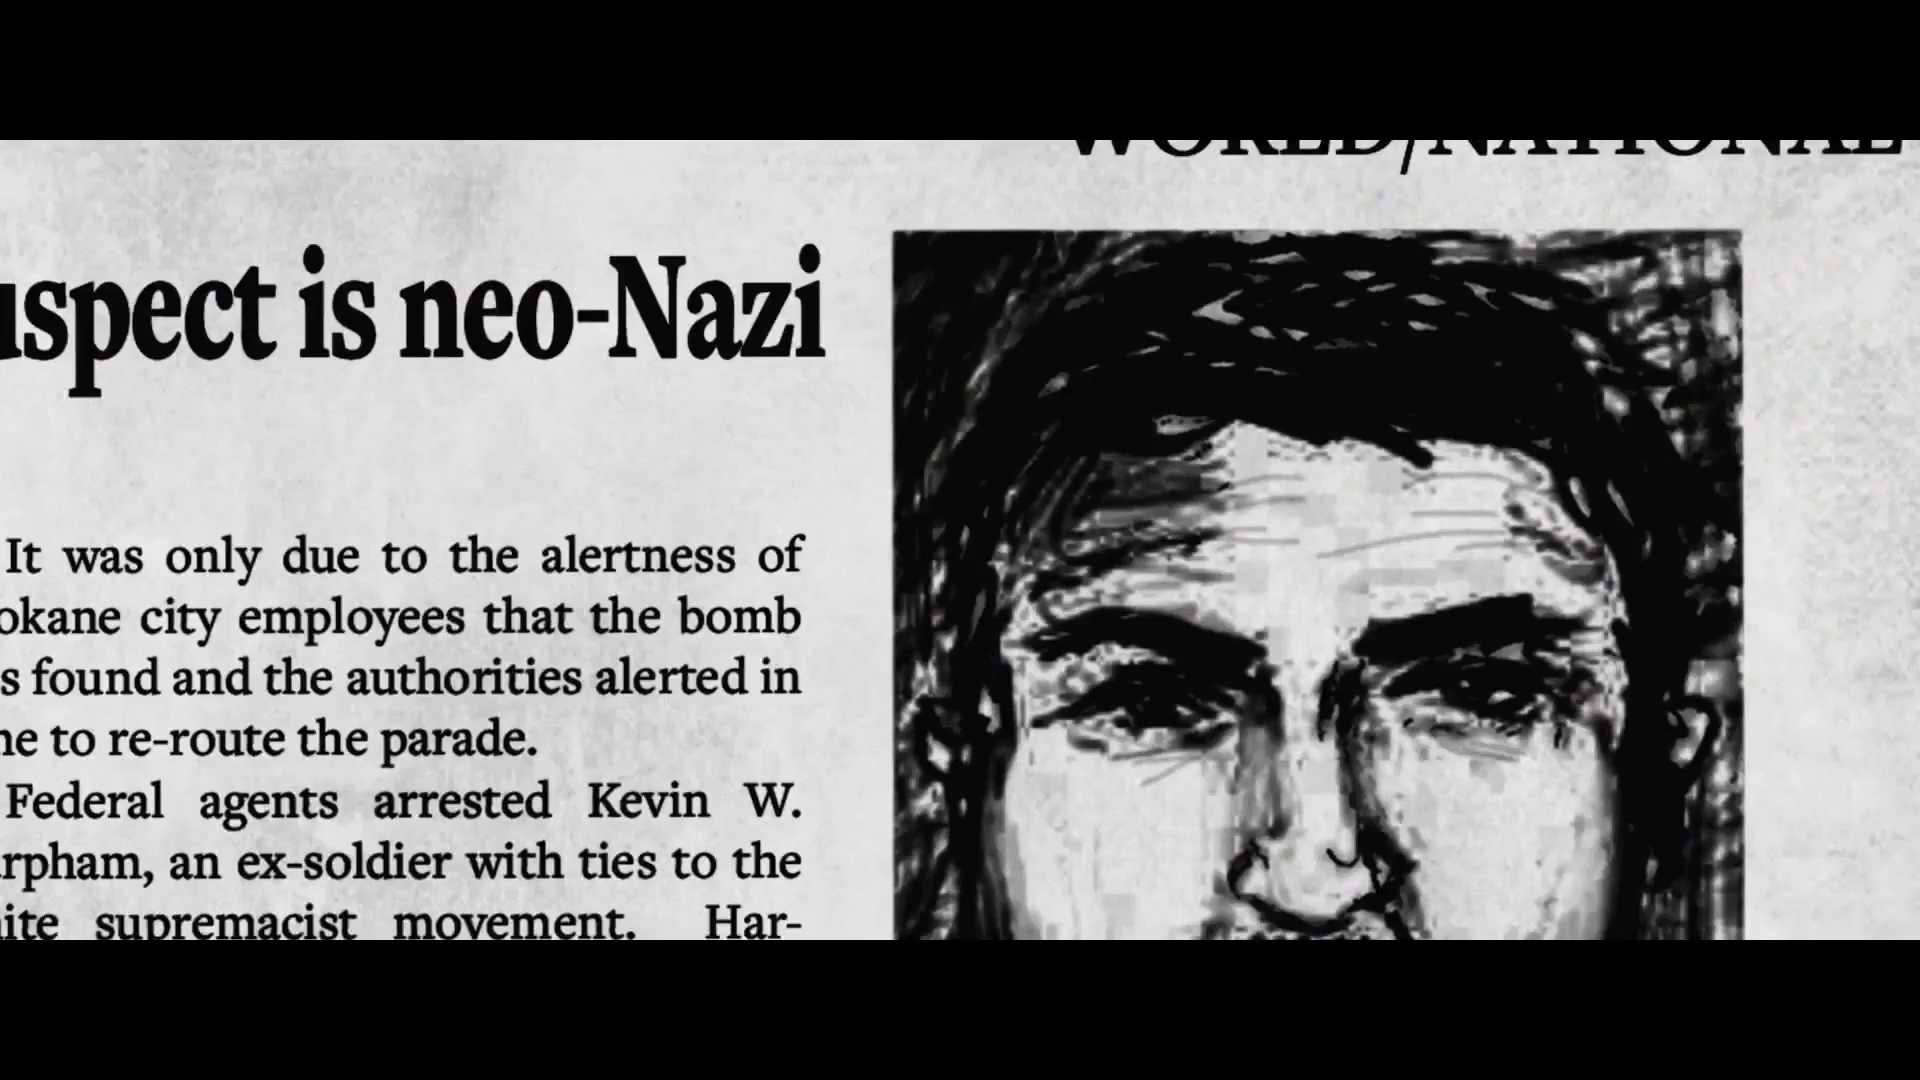 WORLD/NATIONAL
uspect is neo-Nazi
It was only due to the alertness of
okane city employees that the bomb
s found and the authorities alerted in
ne to re-route the parade.
Federal agents arrested Kevin W.
rpham, an ex-soldier with ties to the
ite supremacist movement. Har-